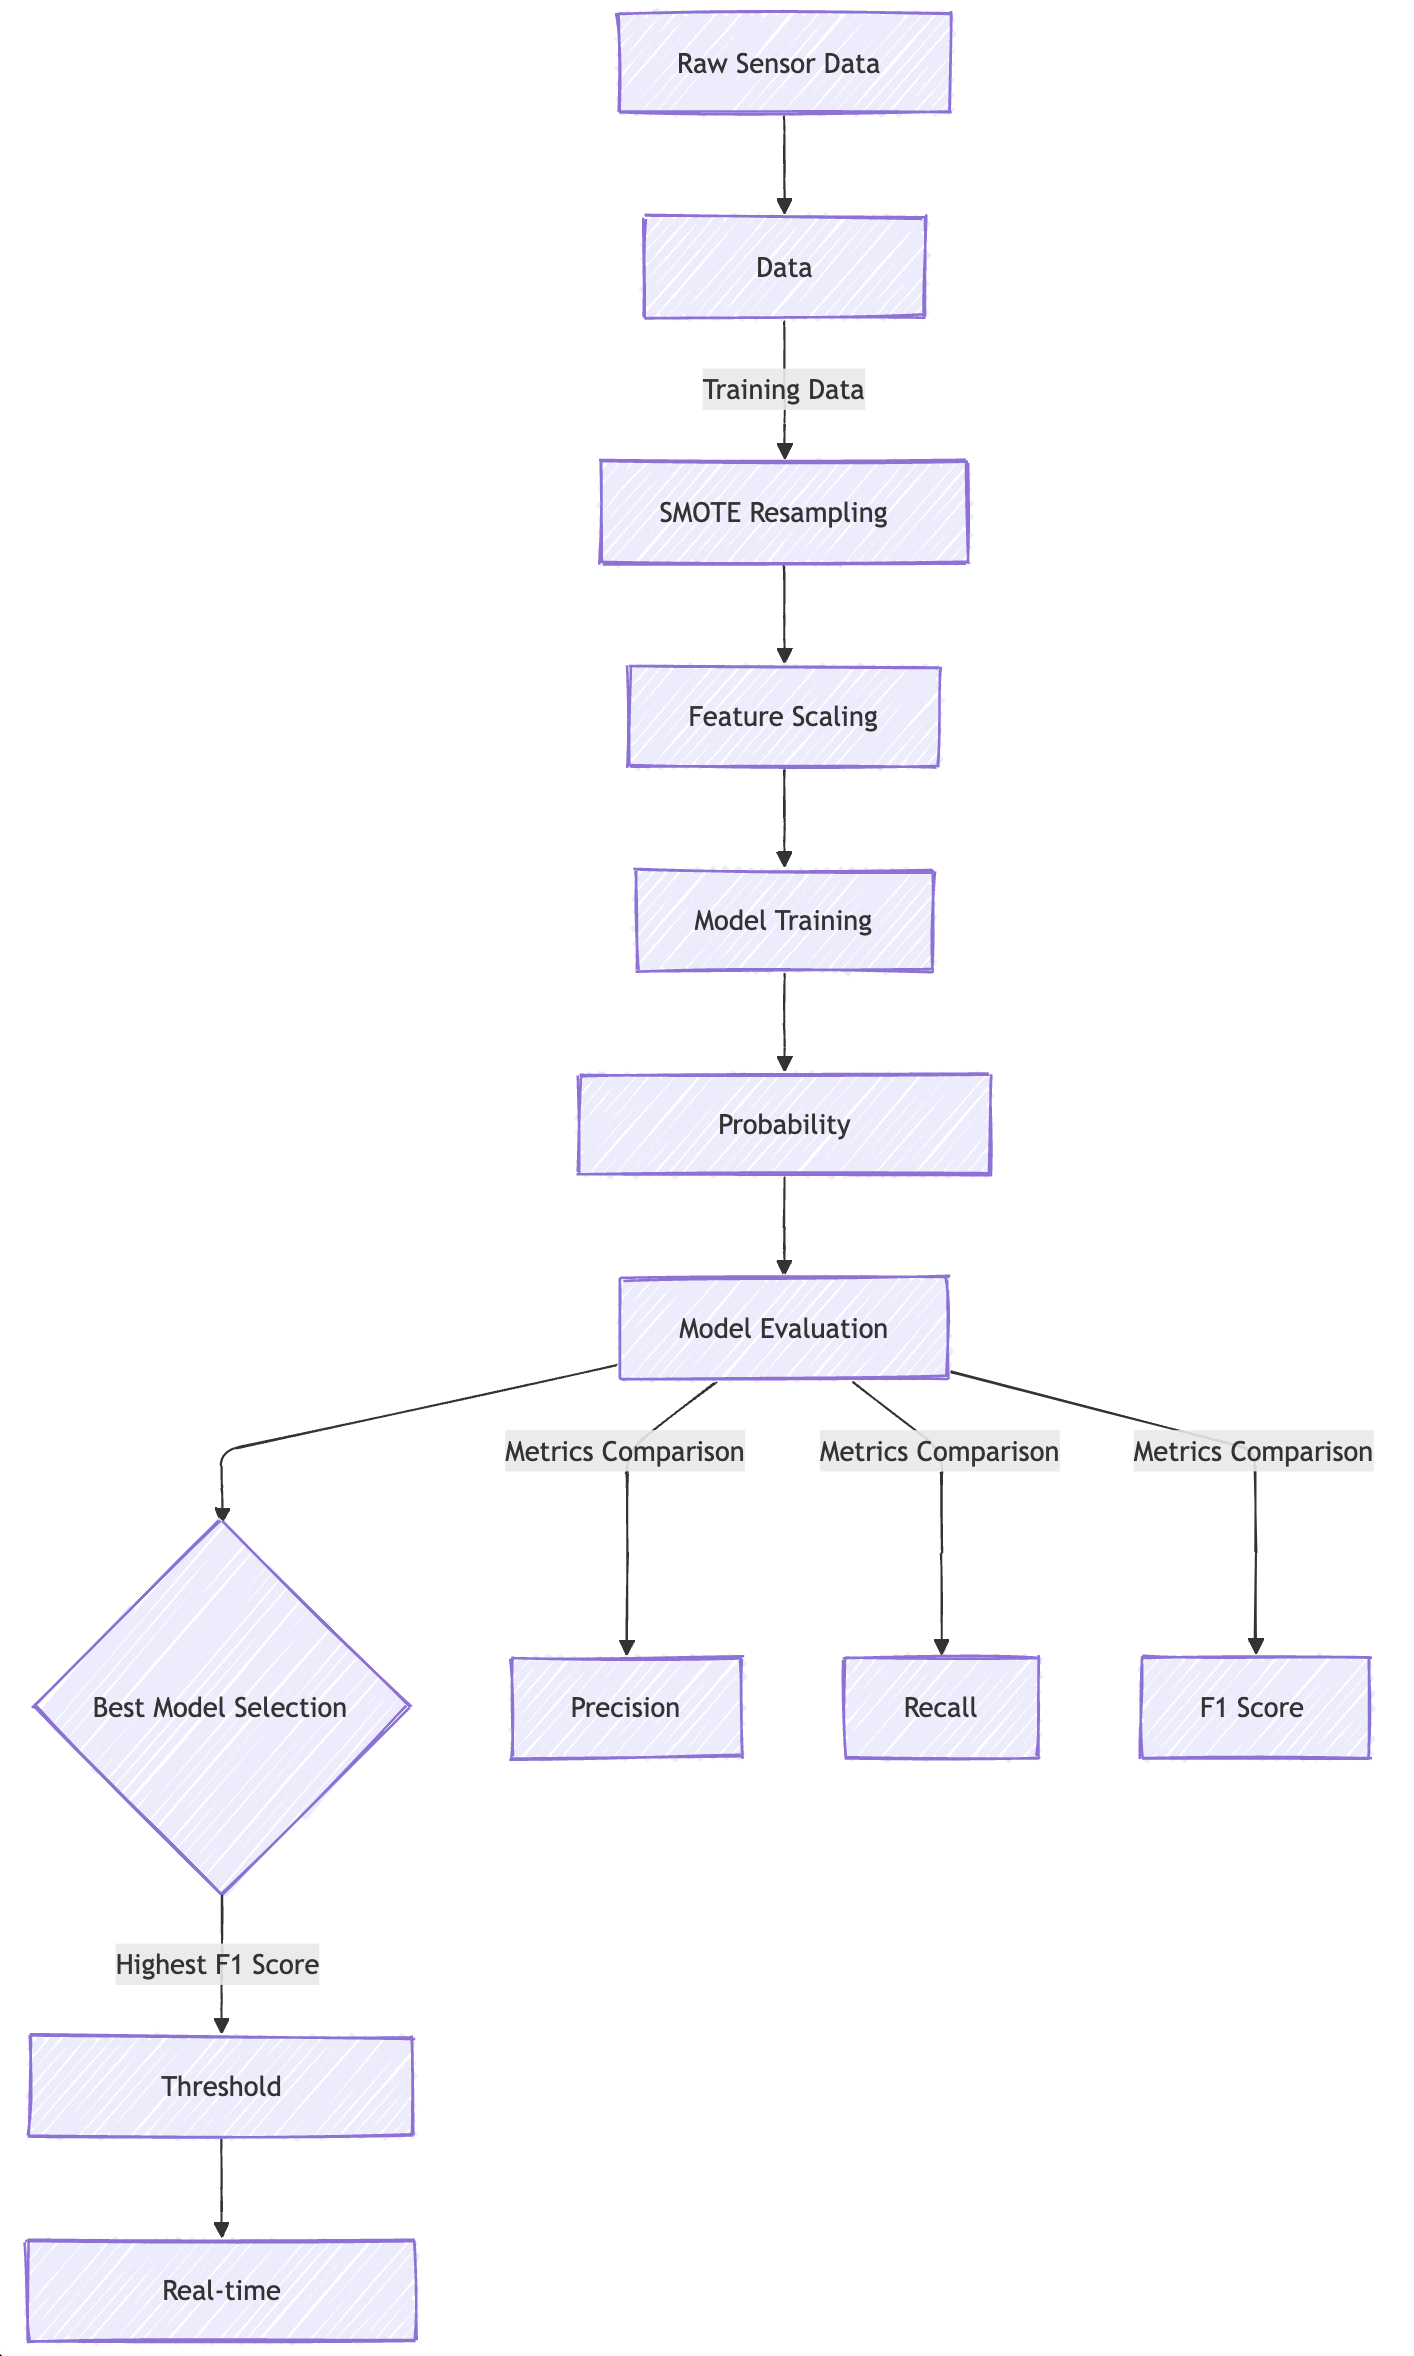 Raw Sensor Data
Data
Training Data
SMOTE Resampling
Feature Scaling
Model Training
Probability
Model Evaluation
Metrics Comparison
Metrics Comparison
Metrics Comparison
Best Model Selection
Precision
Recall
F1 Score
Highest F1 Score
Threshold
Real-time